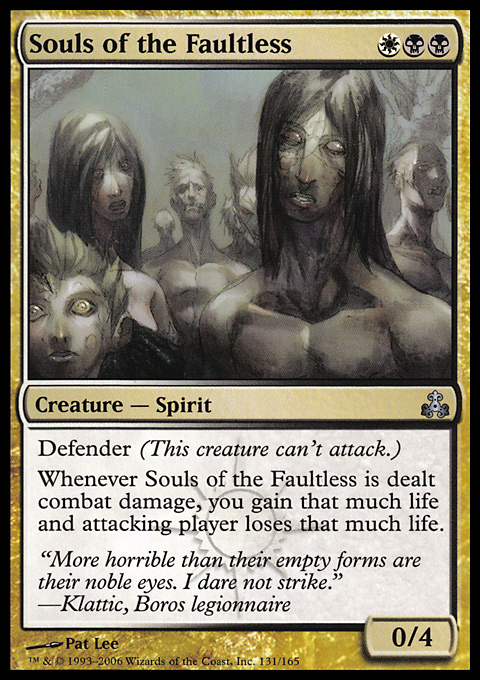 Souls of the Faultless
Creature — Spirit
Defender (This creature can't attack.)
Whenever Souls of the Faultless is dealt
combat damage, you gain that much life
and attacking player loses that much life.
“More horrible than their empty forms are
their noble eyes. I dare not strike.”
—Klattic, Boros legionnaire
0/4
Pat Lee
™ & © 1993–2006 Wizards of the Coast, Inc. 131/165